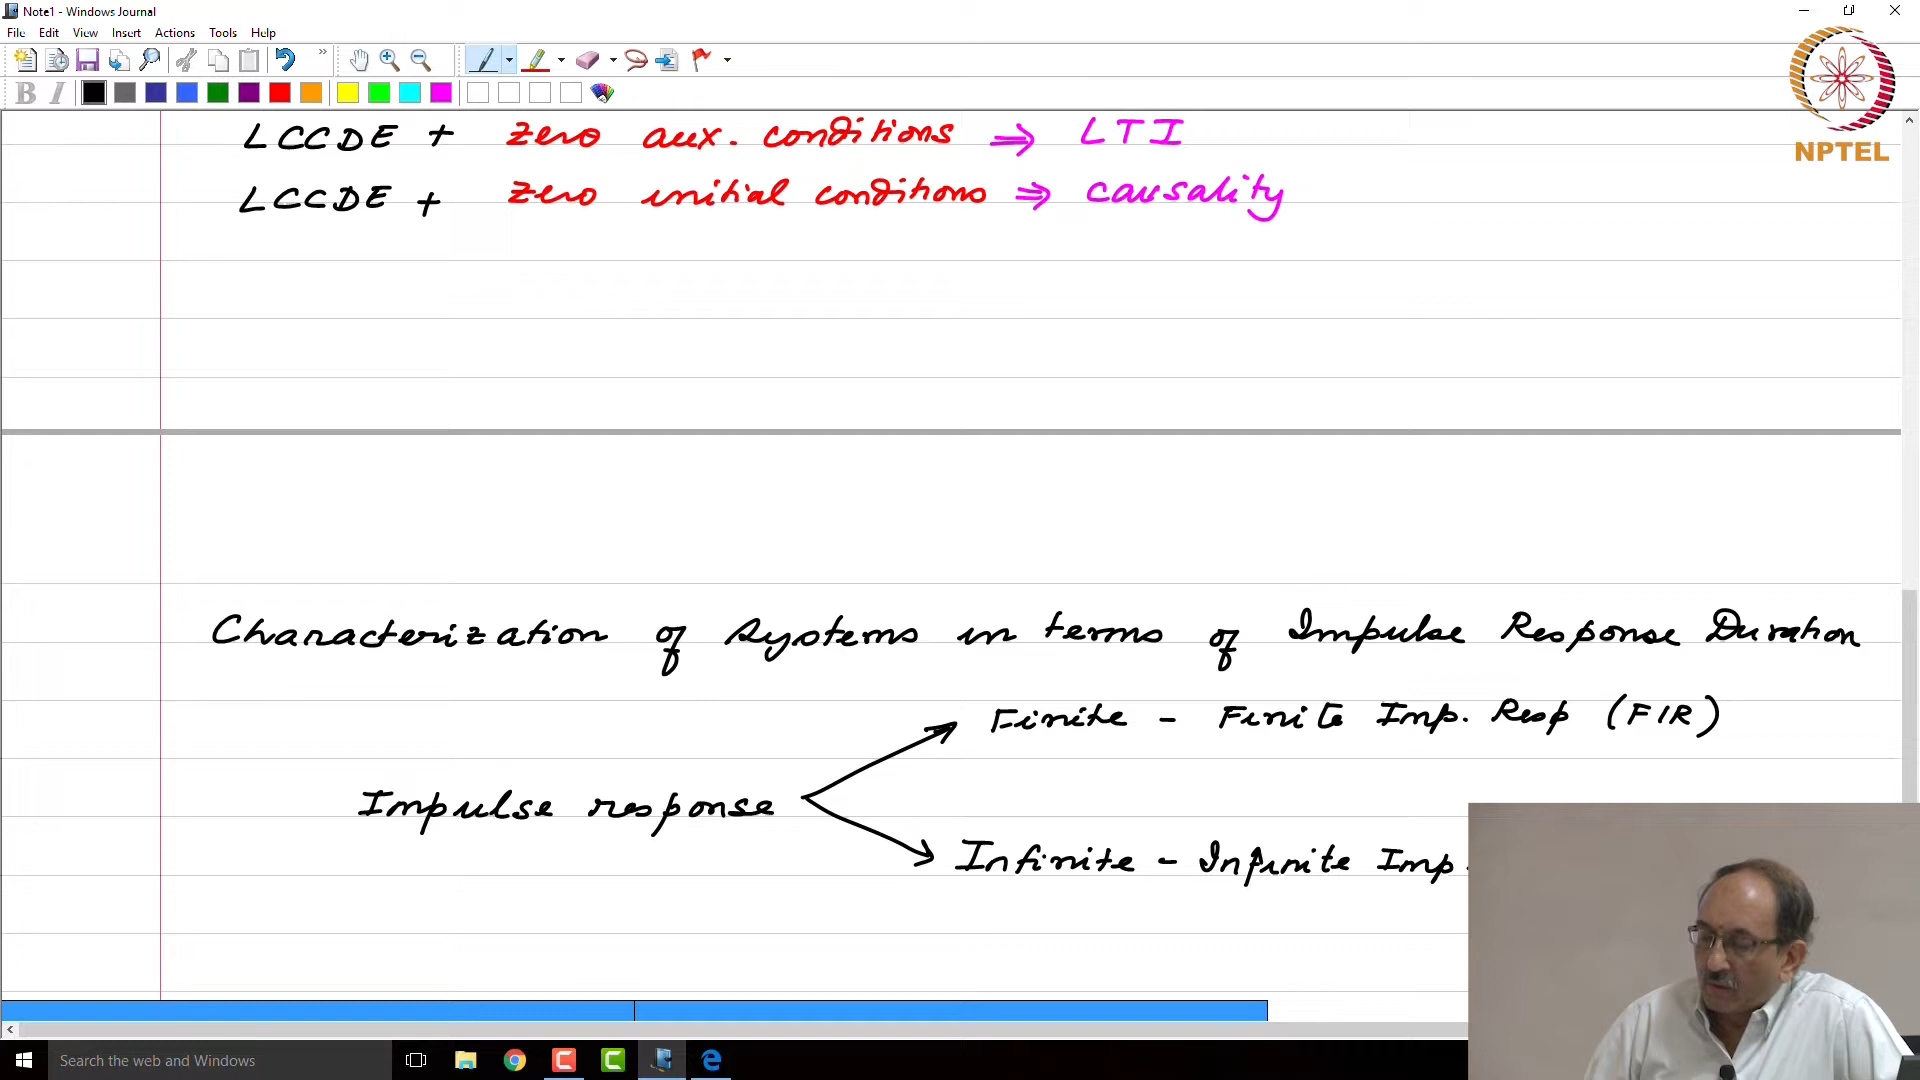 Note1 - Windows Journal
File Edit View Insert Actions Tools Help
B I
NPTEL
LCCDE + zero aux. conditions ⇒ LTI
LCCDE + zero initial conditions ⇒ causality
Characterization of systems in terms of Impulse Response Duration
Finite - Finite Imp. Resp (FIR)
Impulse response
Infinite - Infinite Imp.
Search the web and Windows